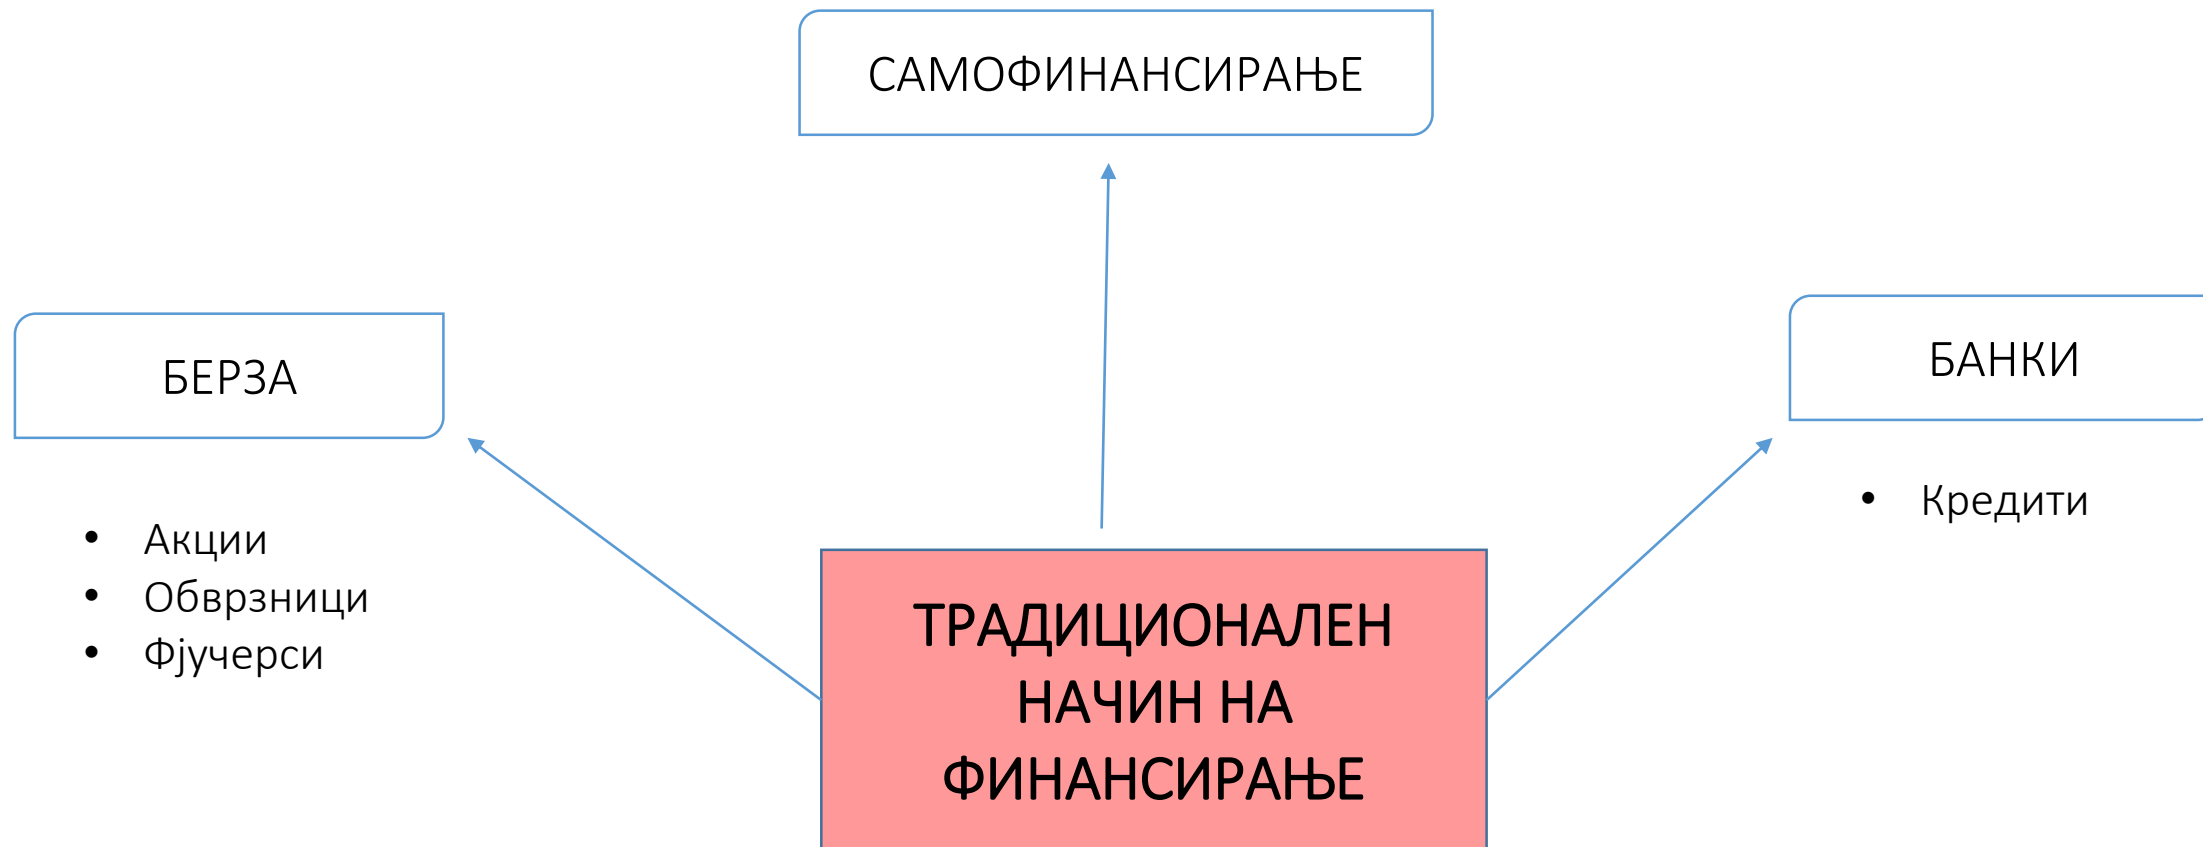 САМОФИНАНСИРАЊЕ
БЕРЗА
• Акции
• Обврзници
• Фјучерси
БАНКИ
• Кредити
ТРАДИЦИОНАЛЕН
НАЧИН НА
ФИНАНСИРАЊЕ